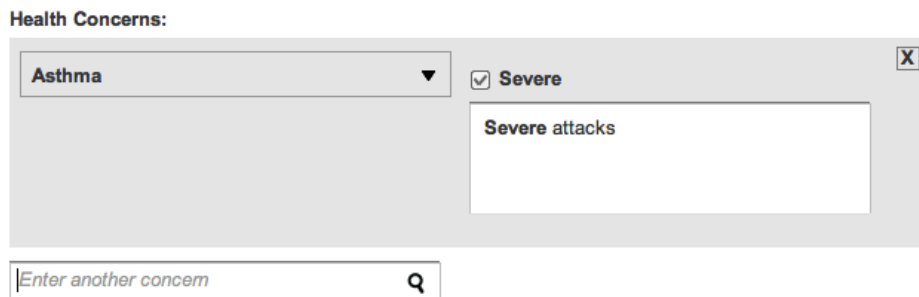 Health Concerns:
Asthma
X
Severe
Severe attacks
Enter another concern